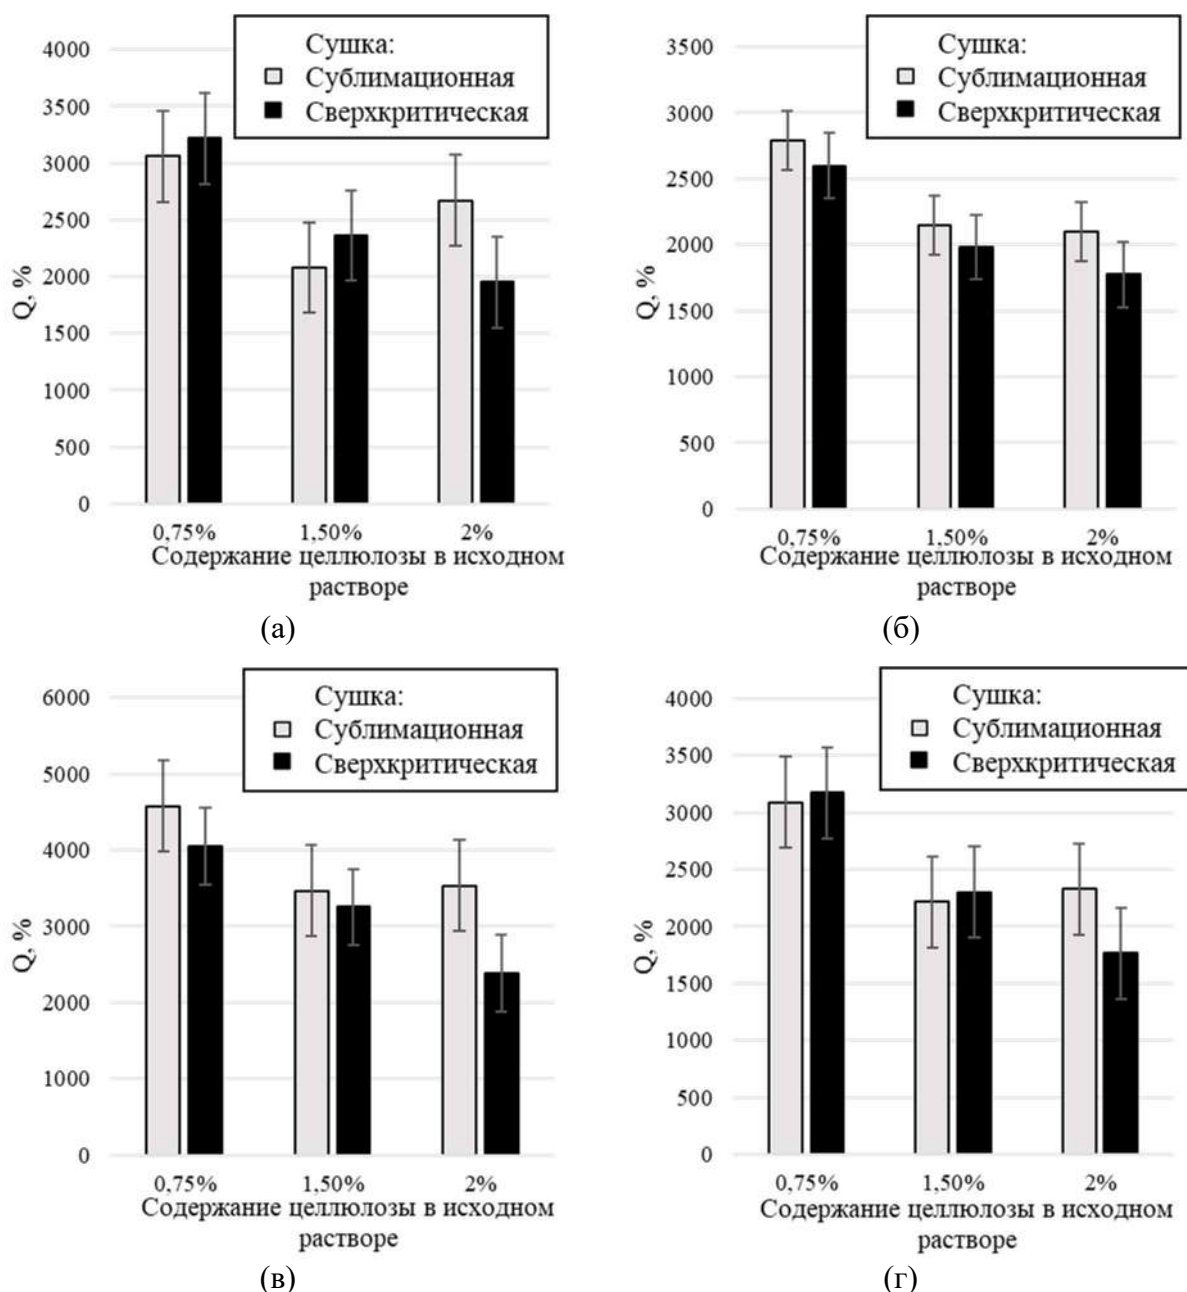 Сушка:
Сублимационная
Сверхкритическая
4000
3500
3000
2500
2000
1500
1000
500
0
Q, %
0,75% 1,50% 2%
Содержание целлюлозы в исходном
растворе
(а)
Сушка:
Сублимационная
Сверхкритическая
3500
3000
2500
2000
1500
1000
500
0
Q, %
0,75% 1,50% 2%
Содержание целлюлозы в исходном
растворе
(б)
Сушка:
Сублимационная
Сверхкритическая
6000
5000
4000
3000
2000
1000
0
Q, %
0,75% 1,50% 2%
Содержание целлюлозы в исходном
растворе
(в)
Сушка:
Сублимационная
Сверхкритическая
4000
3500
3000
2500
2000
1500
1000
500
0
Q, %
0,75% 1,50% 2%
Содержание целлюлозы в исходном
растворе
(г)